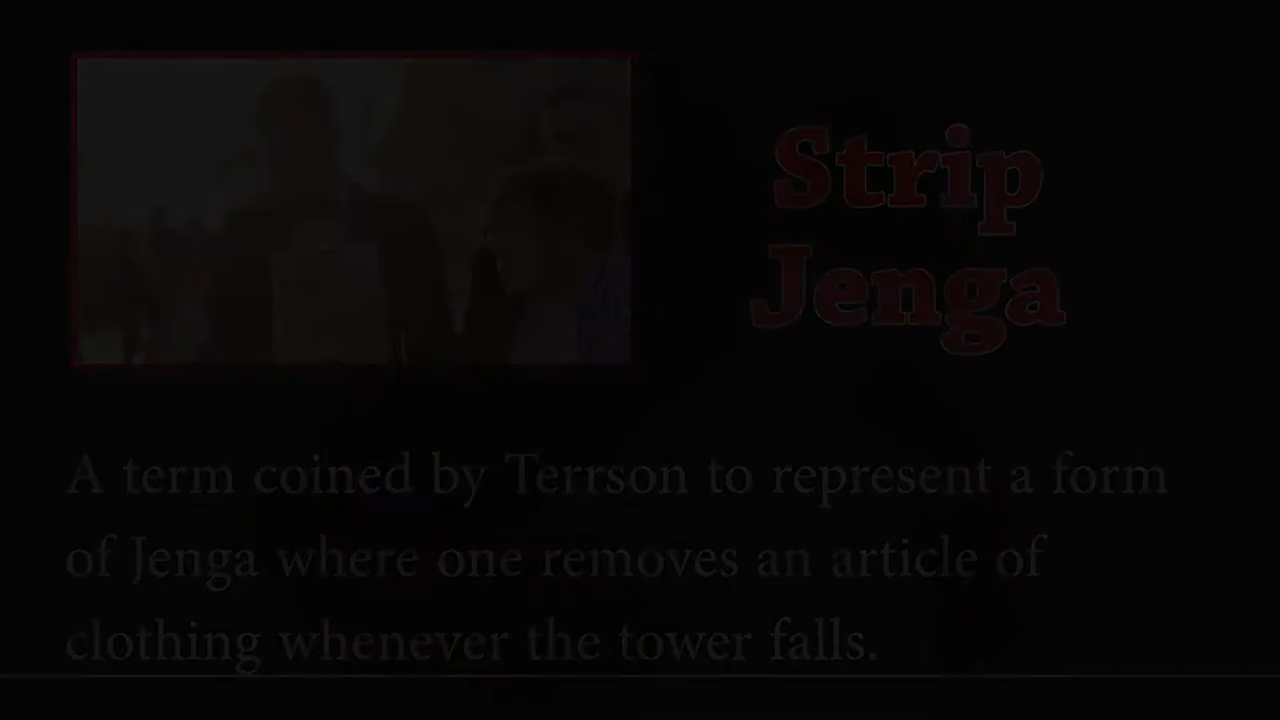 Strip
Jenga
A term coined by Terrson to represent a form
of Jenga where one removes an article of
clothing whenever the tower falls.